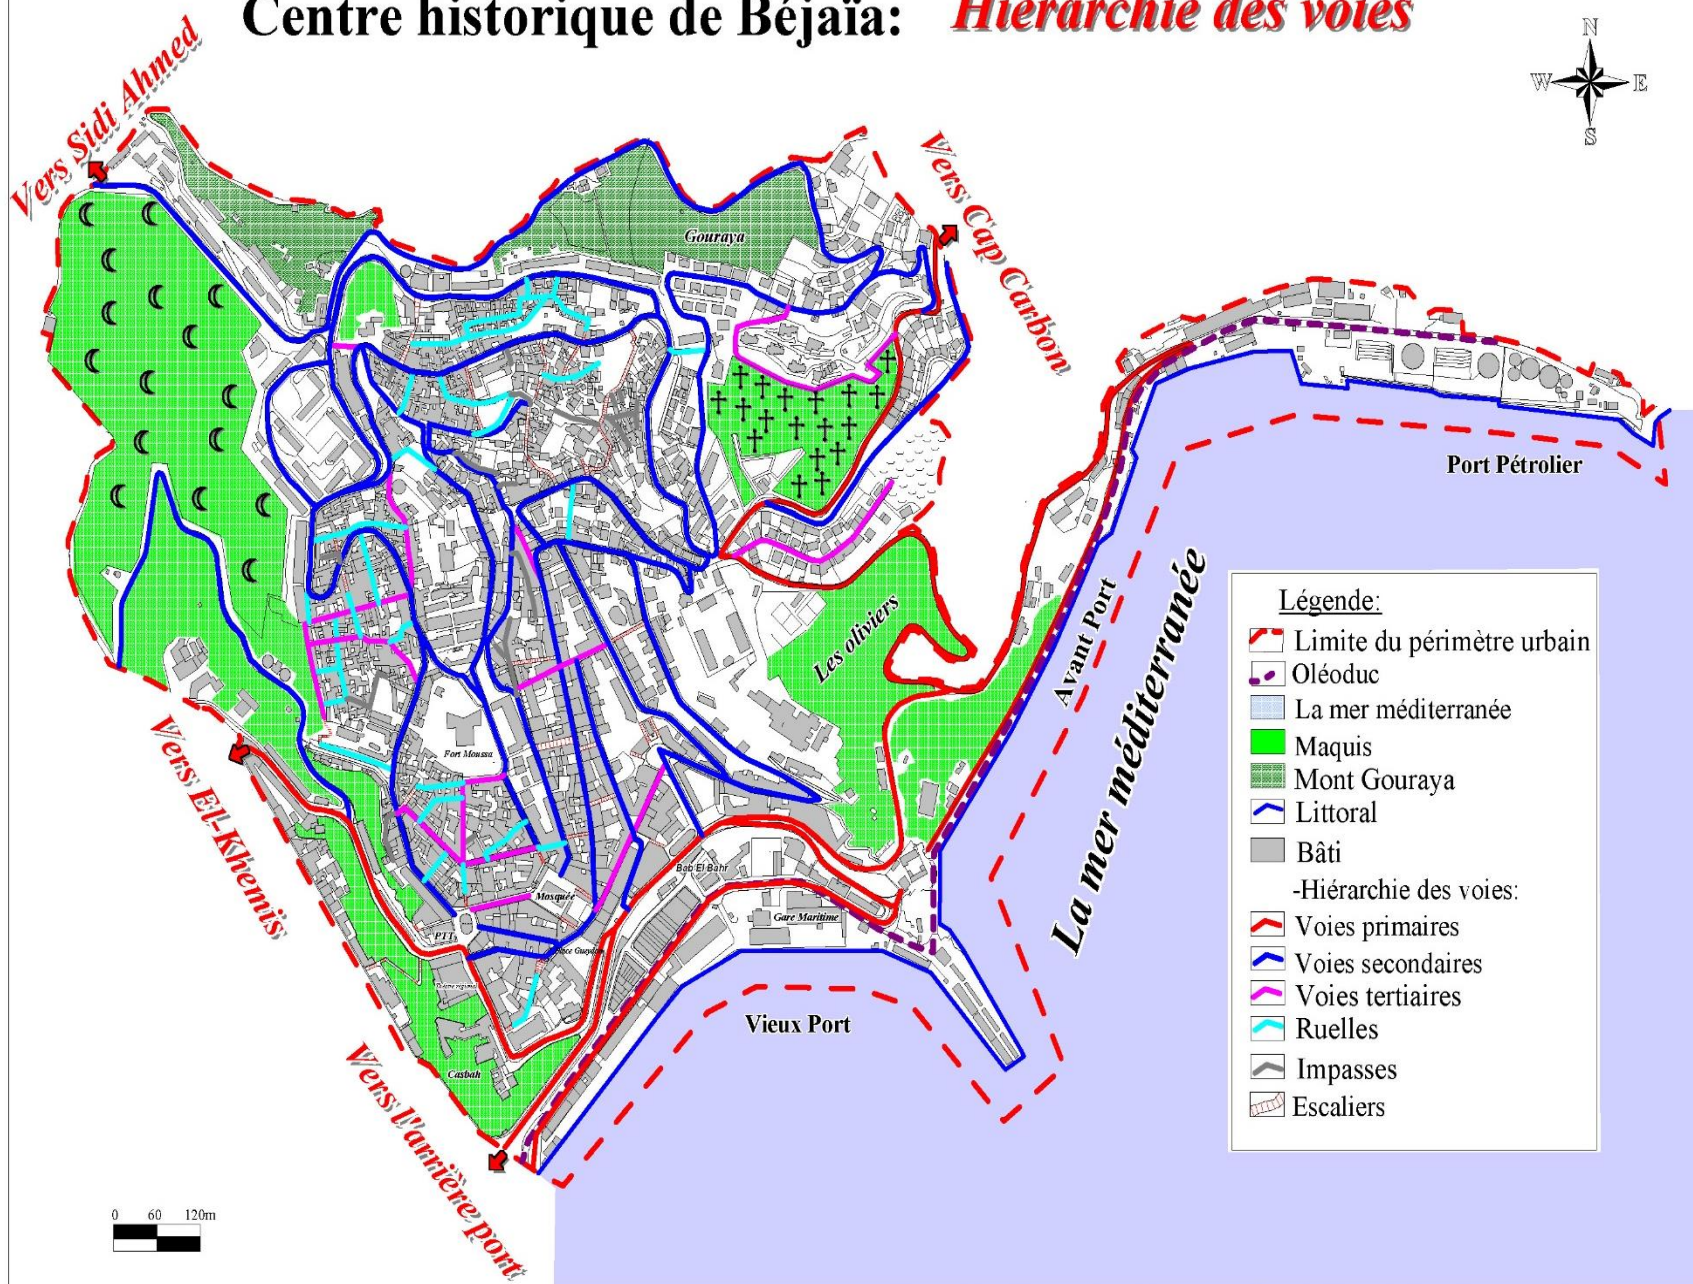 Centre historique de Béjaïa: Hiérarchie des voies
N
W E
S
Vers Sidi Ahmed
Vers Cap Carbon
Gouraya
Port Pétrolier
Les oliviers
Avant Port
La mer méditerranée
Fort Moussa
Vers El-Khemis
Bab El Bahr
Mosquée
Gare Maritime
PTT
Place Gueydon
Vieux Port
Casbah
Vers l'arrière port
0 60 120m
Légende:
Limite du périmètre urbain
Oléoduc
La mer méditerranée
Maquis
Mont Gouraya
Littoral
Bâti
-Hiérarchie des voies:
Voies primaires
Voies secondaires
Voies tertiaires
Ruelles
Impasses
Escaliers